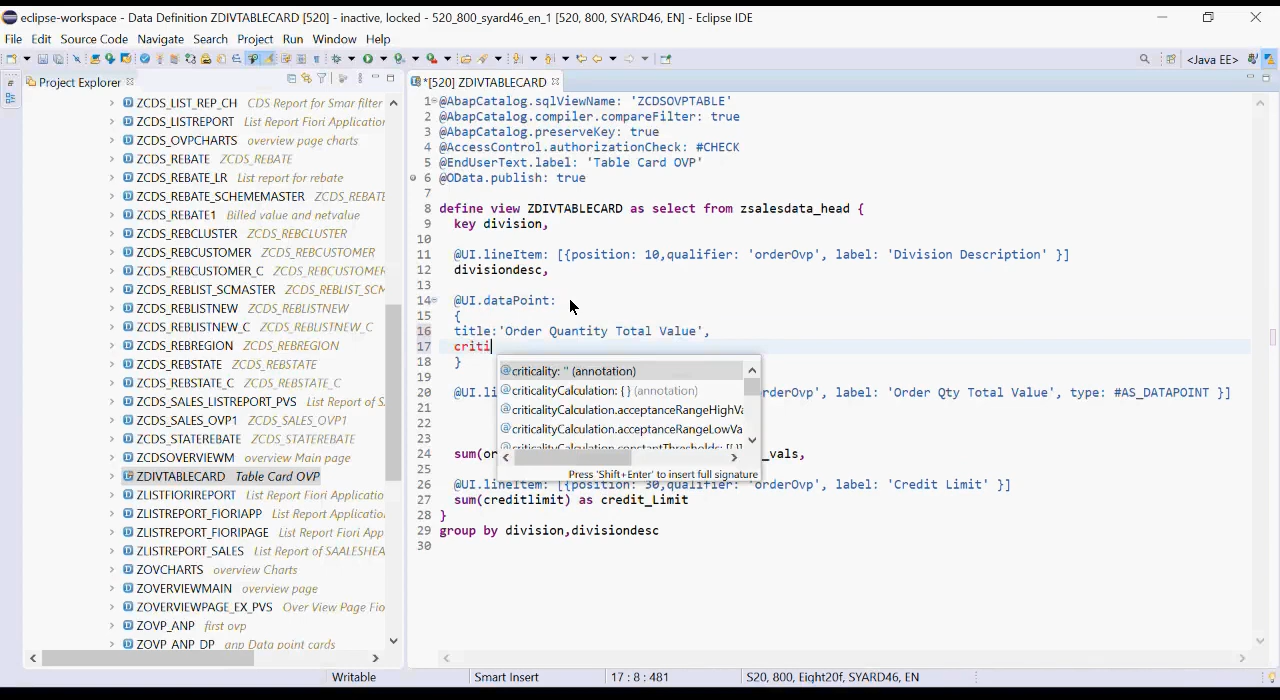 eclipse-workspace - Data Definition ZDIVTABLECARD [520] - inactive, locked - 520_800_syard46_en_1 [520, 800, SYARD46, EN] - Eclipse IDE
File Edit Source Code Navigate Search Project Run Window Help
<Java EE>
Project Explorer
*[520] ZDIVTABLECARD
ZCDS_LIST_REP_CH CDS Report for Smar filter
ZCDS_LISTREPORT List Report Fiori Application
ZCDS_OVPCHARTS overview page charts
ZCDS_REBATE ZCDS_REBATE
ZCDS_REBATE_LR List report for rebate
ZCDS_REBATE_SCHEMEMASTER ZCDS_REBATE
ZCDS_REBATE1 Billed value and netvalue
ZCDS_REBCLUSTER ZCDS_REBCLUSTER
ZCDS_REBCUSTOMER ZCDS_REBCUSTOMER
ZCDS_REBCUSTOMER_C ZCDS_REBCUSTOMER
ZCDS_REBLIST_SCMASTER ZCDS_REBLIST_SCM
ZCDS_REBLISTNEW ZCDS_REBLISTNEW
ZCDS_REBLISTNEW_C ZCDS_REBLISTNEW_C
ZCDS_REBREGION ZCDS_REBREGION
ZCDS_REBSTATE ZCDS_REBSTATE
ZCDS_REBSTATE_C ZCDS_REBSTATE_C
ZCDS_SALES_LISTREPORT_PVS List Report of S
ZCDS_SALES_OVP1 ZCDS_SALES_OVP1
ZCDS_STATEREBATE ZCDS_STATEREBATE
ZCDSOVERVIEWM overview Main page
ZDIVTABLECARD Table Card OVP
ZLISTFIORIREPORT List Report Fiori Applicatio
ZLISTREPORT_FIORIAPP List Report Applicatio
ZLISTREPORT_FIORIPAGE List Report Fiori App
ZLISTREPORT_SALES List Report of SAALESHEA
ZOVCHARTS overview Charts
ZOVERVIEWMAIN overview page
ZOVERVIEWPAGE_EX_PVS Over View Page Fio
ZOVP_ANP first ovp
ZOVP_ANP_DP anp Data point cards
1 @AbapCatalog.sqlViewName: 'ZCDSOVPTABLE'
2 @AbapCatalog.compiler.compareFilter: true
3 @AbapCatalog.preserveKey: true
4 @AccessControl.authorizationCheck: #CHECK
5 @EndUserText.label: 'Table Card OVP'
6 @OData.publish: true
7
8 define view ZDIVTABLECARD as select from zsalesdata_head {
9 key division,
10
11 @UI.lineItem: [{position: 10,qualifier: 'orderOvp', label: 'Division Description' }]
12 divisiondesc,
13
14 @UI.dataPoint:
15 {
16 title:'Order Quantity Total Value',
17 criti
18 }
19
20 @UI.li rderOvp', label: 'Order Qty Total Value', type: #AS_DATAPOINT }]
21
22
23
24 sum(or _vals,
25
26 @UI.lineItem: [{position: 30,qualifier: 'orderOvp', label: 'Credit Limit' }]
27 sum(creditlimit) as credit_Limit
28 }
29 group by division,divisiondesc
30
criticality: '' (annotation)
criticalityCalculation: { } (annotation)
criticalityCalculation.acceptanceRangeHighVa
criticalityCalculation.acceptanceRangeLowVa
criticalityCalculation.constantThresholds: [{ }]
Press 'Shift+Enter' to insert full signature
Writable Smart Insert 17 : 8 : 481 S20, 800, Eight20f, SYARD46, EN